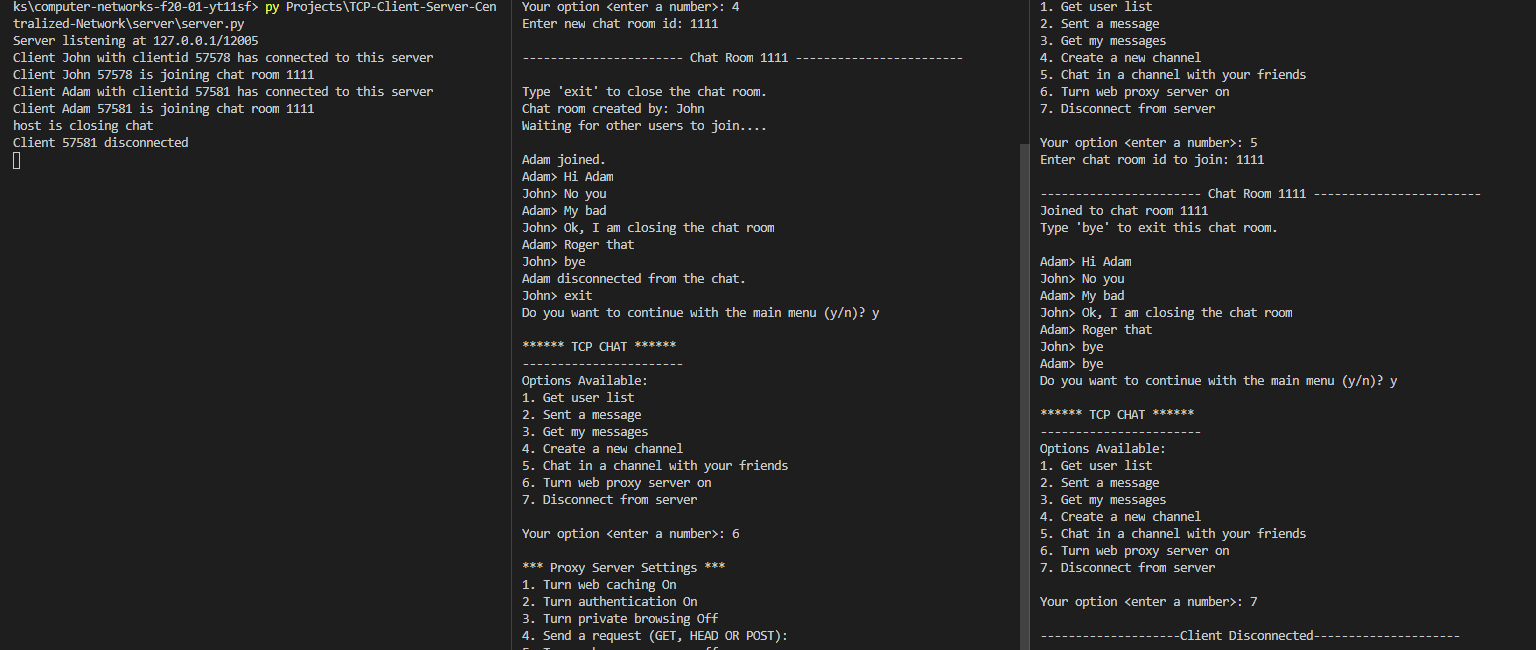 ks\computer-networks-f20-01-yt11sf> py Projects\TCP-Client-Server-Cen
tralized-Network\server\server.py
Server listening at 127.0.0.1/12005
Client John with clientid 57578 has connected to this server
Client John 57578 is joining chat room 1111
Client Adam with clientid 57581 has connected to this server
Client Adam 57581 is joining chat room 1111
host is closing chat
Client 57581 disconnected
Your option <enter a number>: 4
Enter new chat room id: 1111
----------------------- Chat Room 1111 ------------------------
Type 'exit' to close the chat room.
Chat room created by: John
Waiting for other users to join....
Adam joined.
Adam> Hi Adam
John> No you
Adam> My bad
John> Ok, I am closing the chat room
Adam> Roger that
John> bye
Adam disconnected from the chat.
John> exit
Do you want to continue with the main menu (y/n)? y
****** TCP CHAT ******
-----------------------
Options Available:
1. Get user list
2. Sent a message
3. Get my messages
4. Create a new channel
5. Chat in a channel with your friends
6. Turn web proxy server on
7. Disconnect from server
Your option <enter a number>: 6
*** Proxy Server Settings ***
1. Turn web caching On
2. Turn authentication On
3. Turn private browsing Off
4. Send a request (GET, HEAD OR POST):
1. Get user list
2. Sent a message
3. Get my messages
4. Create a new channel
5. Chat in a channel with your friends
6. Turn web proxy server on
7. Disconnect from server
Your option <enter a number>: 5
Enter chat room id to join: 1111
----------------------- Chat Room 1111 ------------------------
Joined to chat room 1111
Type 'bye' to exit this chat room.
Adam> Hi Adam
John> No you
Adam> My bad
John> Ok, I am closing the chat room
Adam> Roger that
John> bye
Adam> bye
Do you want to continue with the main menu (y/n)? y
****** TCP CHAT ******
-----------------------
Options Available:
1. Get user list
2. Sent a message
3. Get my messages
4. Create a new channel
5. Chat in a channel with your friends
6. Turn web proxy server on
7. Disconnect from server
Your option <enter a number>: 7
--------------------Client Disconnected---------------------